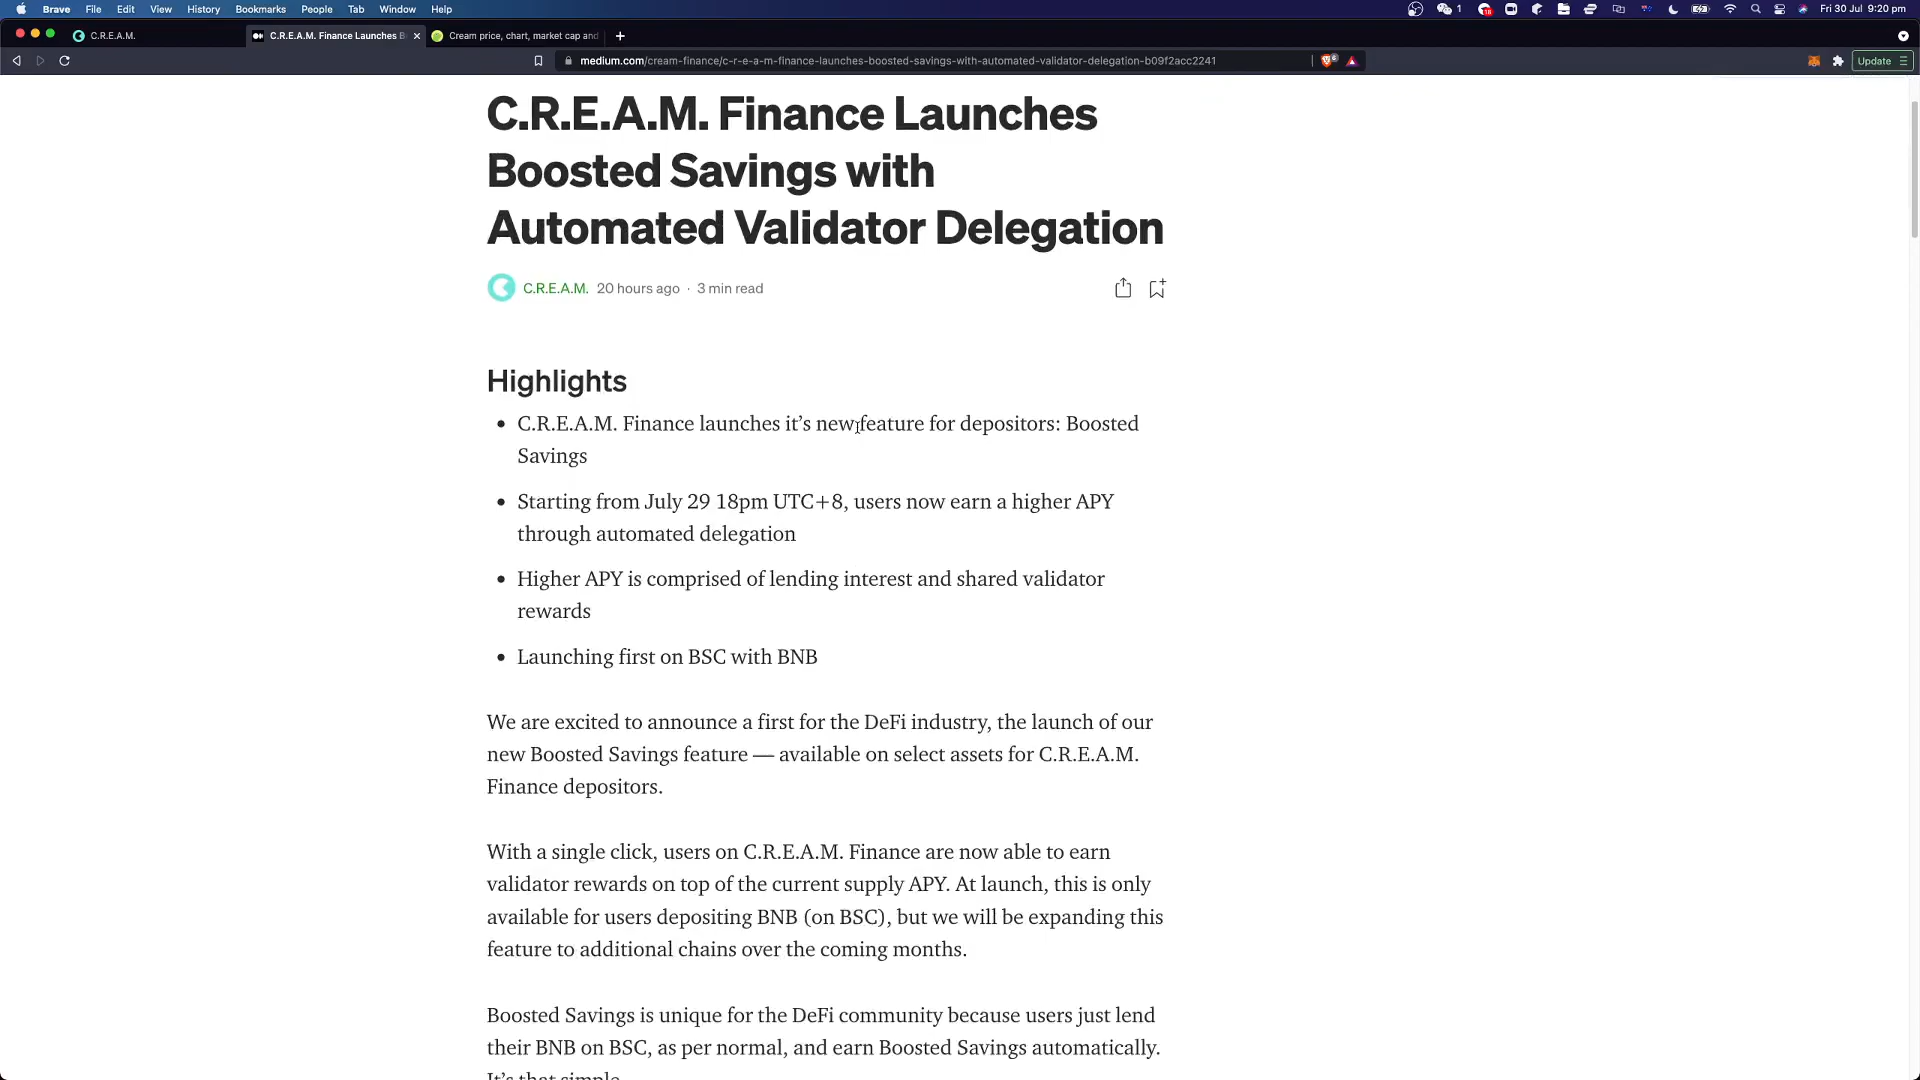 Brave File Edit View History Bookmarks People Tab Window Help 1 18 Fri 30 Jul 9:20 pm
C.R.E.A.M. C.R.E.A.M. Finance Launches B Cream price, chart, market cap and
medium.com/cream-finance/c-r-e-a-m-finance-launches-boosted-savings-with-automated-validator-delegation-b09f2acc2241 Update
C.R.E.A.M. Finance Launches
Boosted Savings with
Automated Validator Delegation
C.R.E.A.M. 20 hours ago · 3 min read
Highlights
• C.R.E.A.M. Finance launches it’s new feature for depositors: Boosted
Savings
• Starting from July 29 18pm UTC+8, users now earn a higher APY
through automated delegation
• Higher APY is comprised of lending interest and shared validator
rewards
• Launching first on BSC with BNB
We are excited to announce a first for the DeFi industry, the launch of our
new Boosted Savings feature — available on select assets for C.R.E.A.M.
Finance depositors.
With a single click, users on C.R.E.A.M. Finance are now able to earn
validator rewards on top of the current supply APY. At launch, this is only
available for users depositing BNB (on BSC), but we will be expanding this
feature to additional chains over the coming months.
Boosted Savings is unique for the DeFi community because users just lend
their BNB on BSC, as per normal, and earn Boosted Savings automatically.
It’s that simple